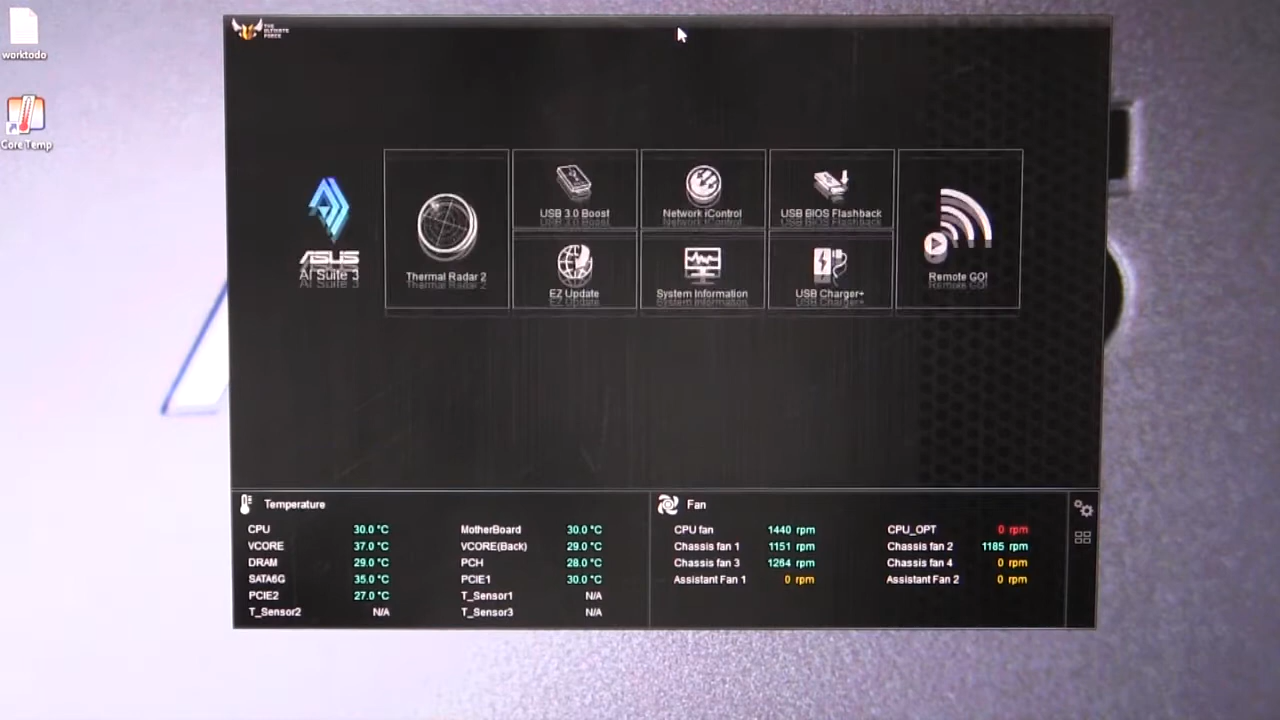 worktodo
Core Temp
THE
ULTIMATE
FORCE
ASUS
AI Suite 3
Thermal Radar 2
USB 3.0 Boost
Network iControl
USB BIOS Flashback
EZ Update
System Information
USB Charger+
Remote GO!
Temperature
CPU 30.0 °C MotherBoard 30.0 °C
VCORE 37.0 °C VCORE(Back) 29.0 °C
DRAM 29.0 °C PCH 28.0 °C
SATA6G 35.0 °C PCIE1 30.0 °C
PCIE2 27.0 °C T_Sensor1 N/A
T_Sensor2 N/A T_Sensor3 N/A
Fan
CPU fan 1440 rpm CPU_OPT 0 rpm
Chassis fan 1 1151 rpm Chassis fan 2 1185 rpm
Chassis fan 3 1264 rpm Chassis fan 4 0 rpm
Assistant Fan 1 0 rpm Assistant Fan 2 0 rpm